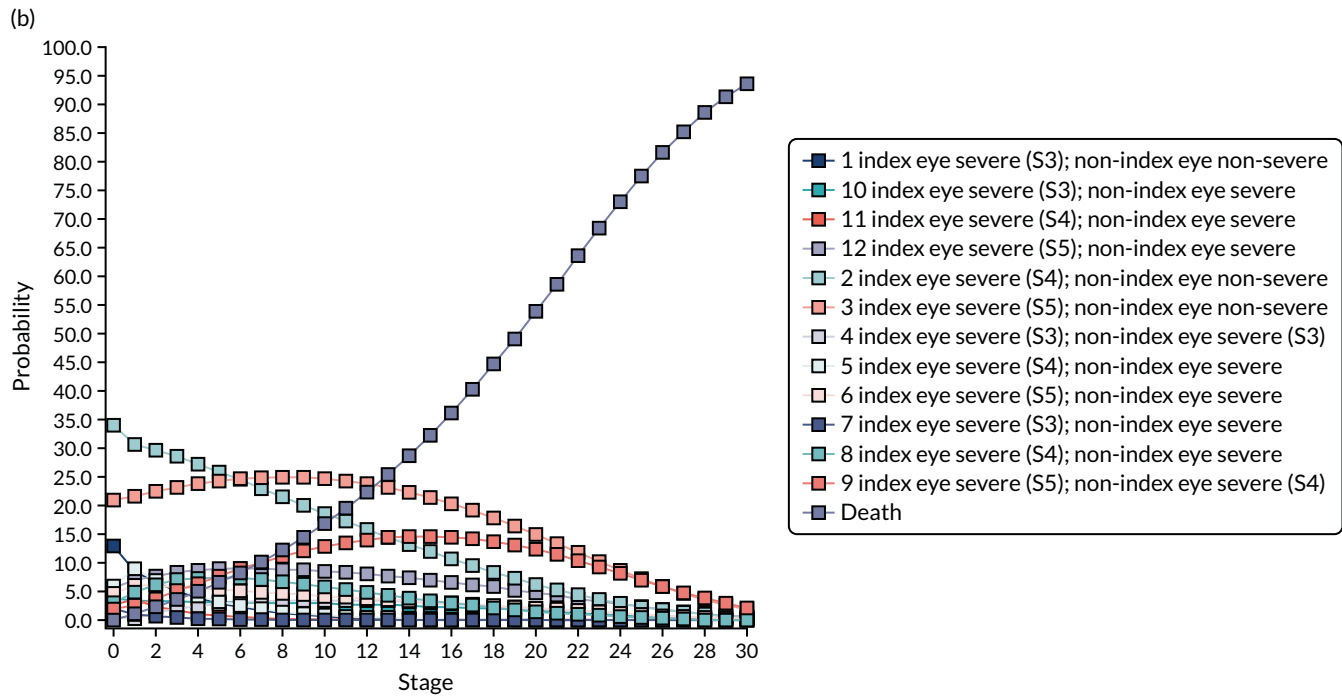 (b)
100.0
95.0
90.0
85.0
80.0
75.0
70.0
65.0
60.0
55.0
50.0
45.0
40.0
35.0
30.0
25.0
20.0
15.0
10.0
5.0
0.0
Probability
0 2 4 6 8 10 12 14 16 18 20 22 24 26 28 30
Stage
1 index eye severe (S3); non-index eye non-severe
10 index eye severe (S3); non-index eye severe
11 index eye severe (S4); non-index eye severe
12 index eye severe (S5); non-index eye severe
2 index eye severe (S4); non-index eye non-severe
3 index eye severe (S5); non-index eye non-severe
4 index eye severe (S3); non-index eye severe (S3)
5 index eye severe (S4); non-index eye severe
6 index eye severe (S5); non-index eye severe
7 index eye severe (S3); non-index eye severe
8 index eye severe (S4); non-index eye severe
9 index eye severe (S5); non-index eye severe (S4)
Death